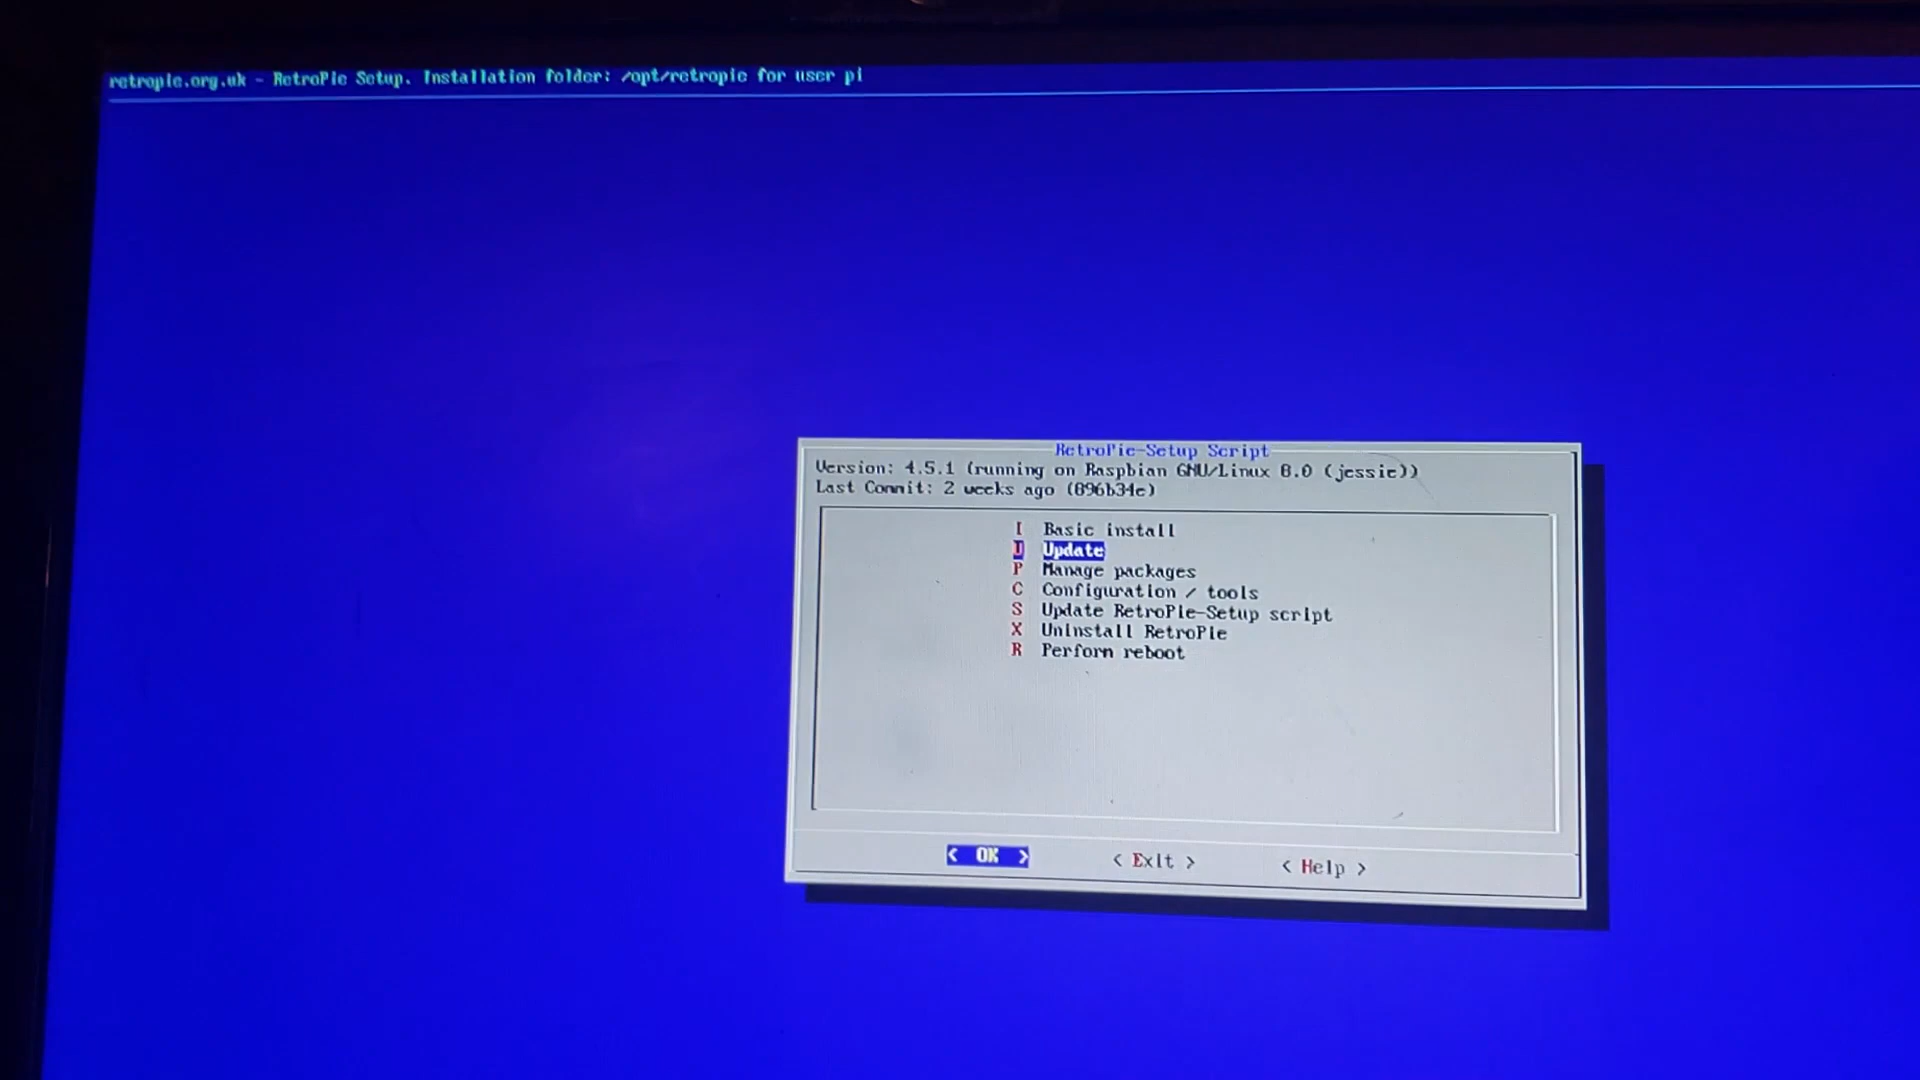 retropie.org.uk - RetroPie Setup. Installation folder: /opt/retropie for user pi
RetroPie-Setup Script
Version: 4.5.1 (running on Raspbian GNU/Linux 8.0 (jessie))
Last Commit: 2 weeks ago (896b34e)
I Basic install
U Update
P Manage packages
C Configuration / tools
S Update RetroPie-Setup script
X Uninstall RetroPie
R Perform reboot
< OK > < Exit > < Help >